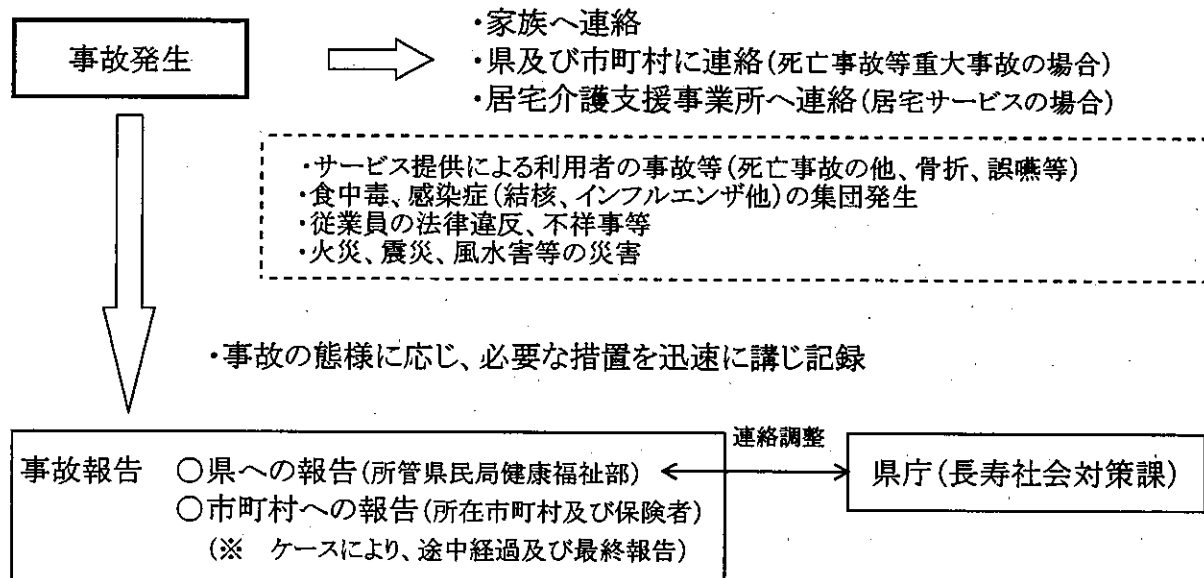 事故発生
・家族へ連絡
・県及び市町村に連絡(死亡事故等重大事故の場合)
・居宅介護支援事業所へ連絡(居宅サービスの場合)
・サービス提供による利用者の事故等(死亡事故の他、骨折、誤嚥等)
・食中毒、感染症(結核、インフルエンザ他)の集団発生
・従業員の法律違反、不祥事等
・火災、震災、風水害等の災害
・事故の態様に応じ、必要な措置を迅速に講じ記録
事故報告 ○県への報告(所管県民局健康福祉部)
○市町村への報告(所在市町村及び保険者)
(※ ケースにより、途中経過及び最終報告)
連絡調整
県庁(長寿社会対策課)